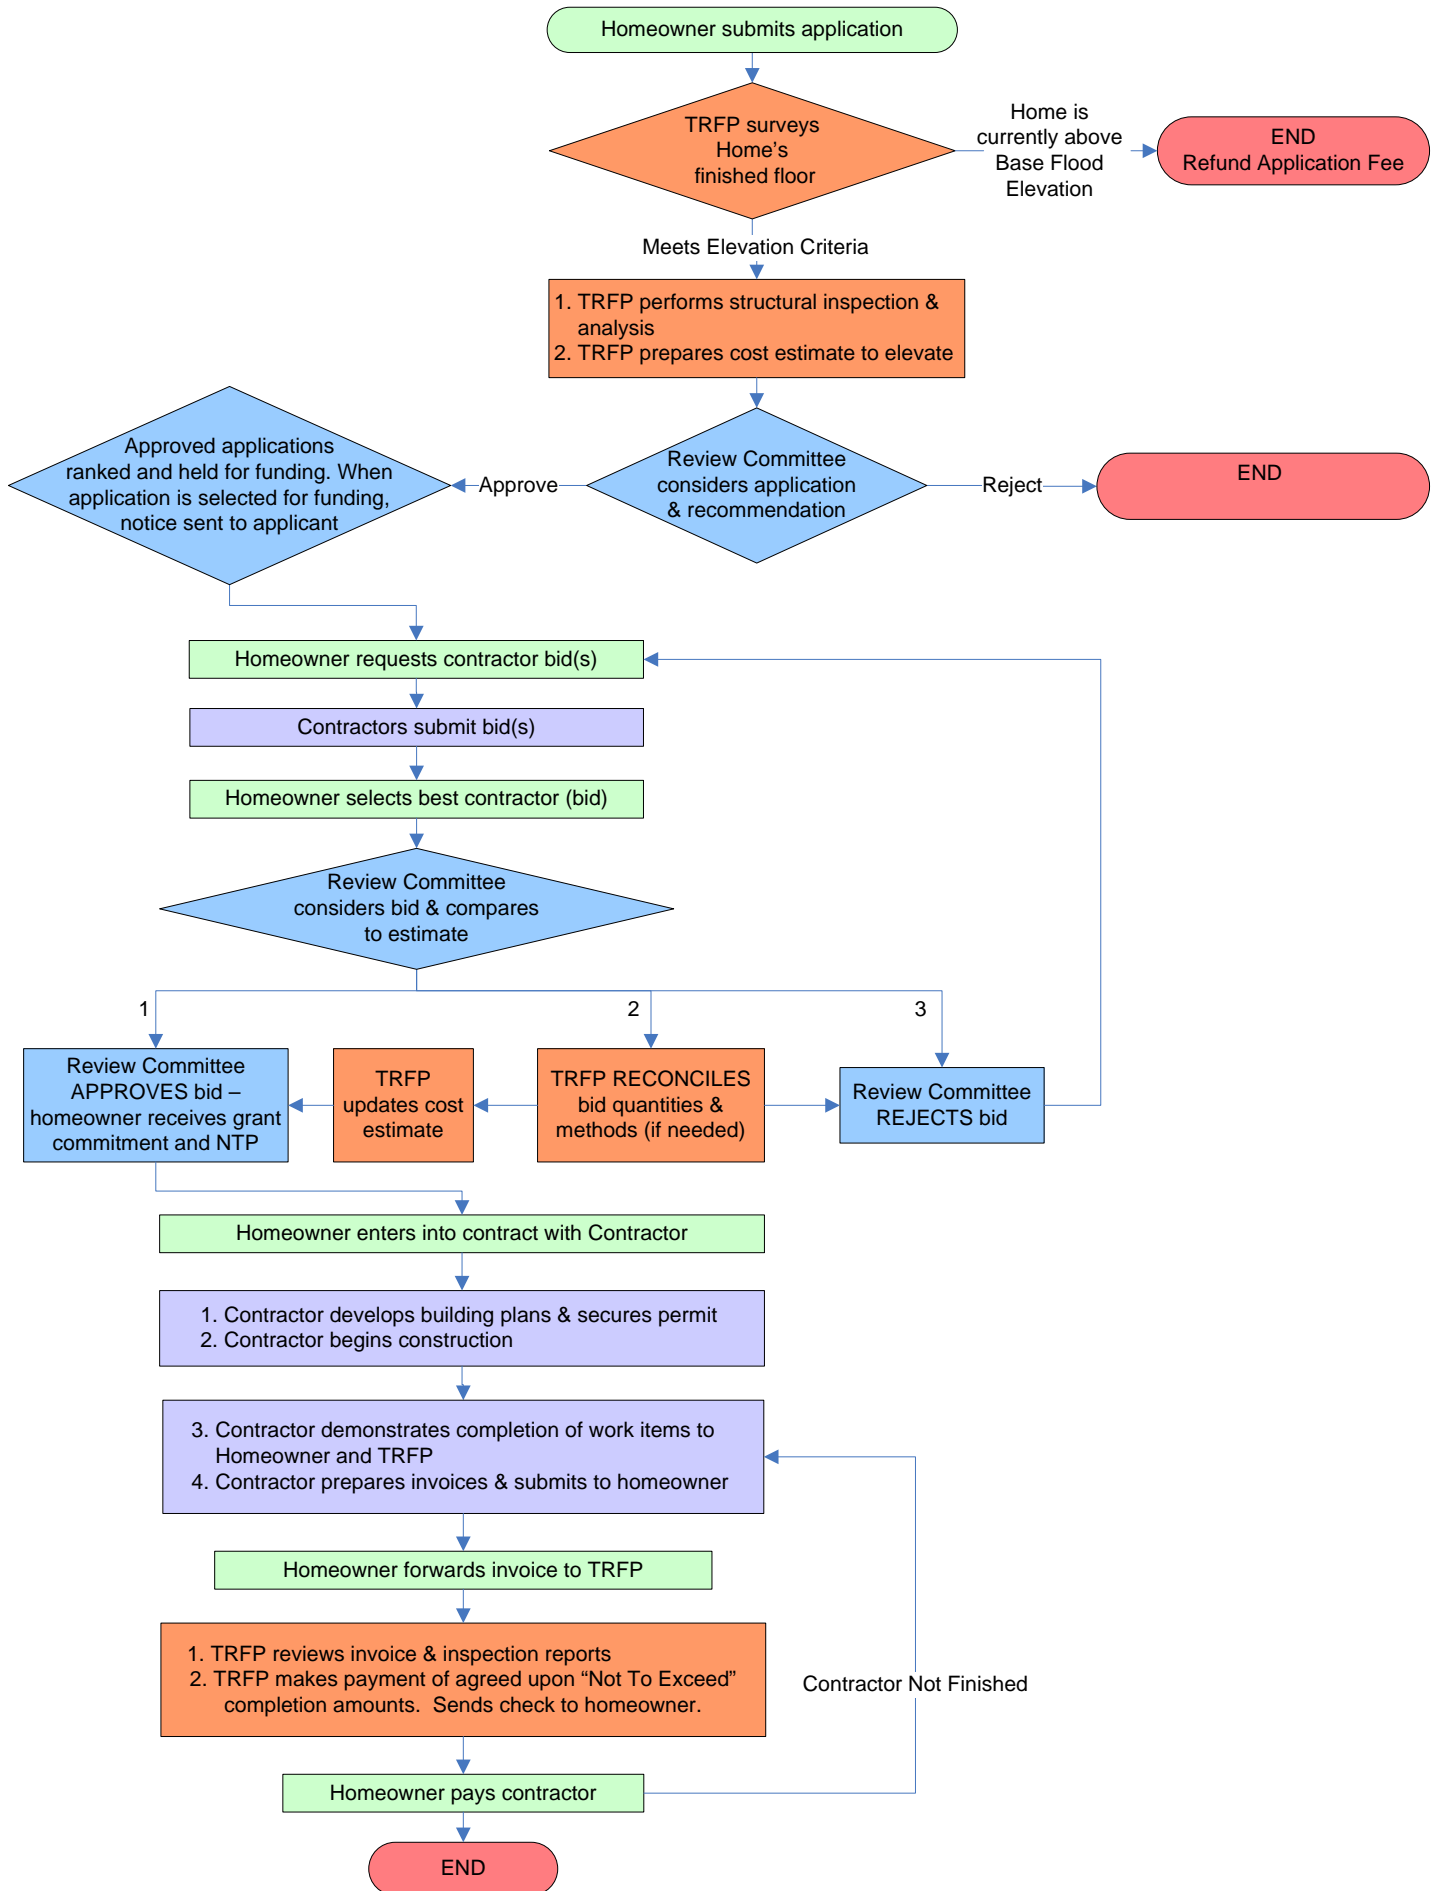 Homeowner submits application
TRFP surveys
Home’s
finished floor
Home is
currently above
Base Flood
Elevation
END
Refund Application Fee
Meets Elevation Criteria
1. TRFP performs structural inspection &
analysis
2. TRFP prepares cost estimate to elevate
Approved applications
ranked and held for funding. When
application is selected for funding,
notice sent to applicant
Approve
Review Committee
considers application
& recommendation
Reject
END
Homeowner requests contractor bid(s)
Contractors submit bid(s)
Homeowner selects best contractor (bid)
Review Committee
considers bid & compares
to estimate
1
2
3
Review Committee
APPROVES bid –
homeowner receives grant
commitment and NTP
TRFP
updates cost
estimate
TRFP RECONCILES
bid quantities &
methods (if needed)
Review Committee
REJECTS bid
Homeowner enters into contract with Contractor
1. Contractor develops building plans & secures permit
2. Contractor begins construction
3. Contractor demonstrates completion of work items to
Homeowner and TRFP
4. Contractor prepares invoices & submits to homeowner
Homeowner forwards invoice to TRFP
1. TRFP reviews invoice & inspection reports
2. TRFP makes payment of agreed upon “Not To Exceed”
completion amounts.  Sends check to homeowner.
Contractor Not Finished
Homeowner pays contractor
END